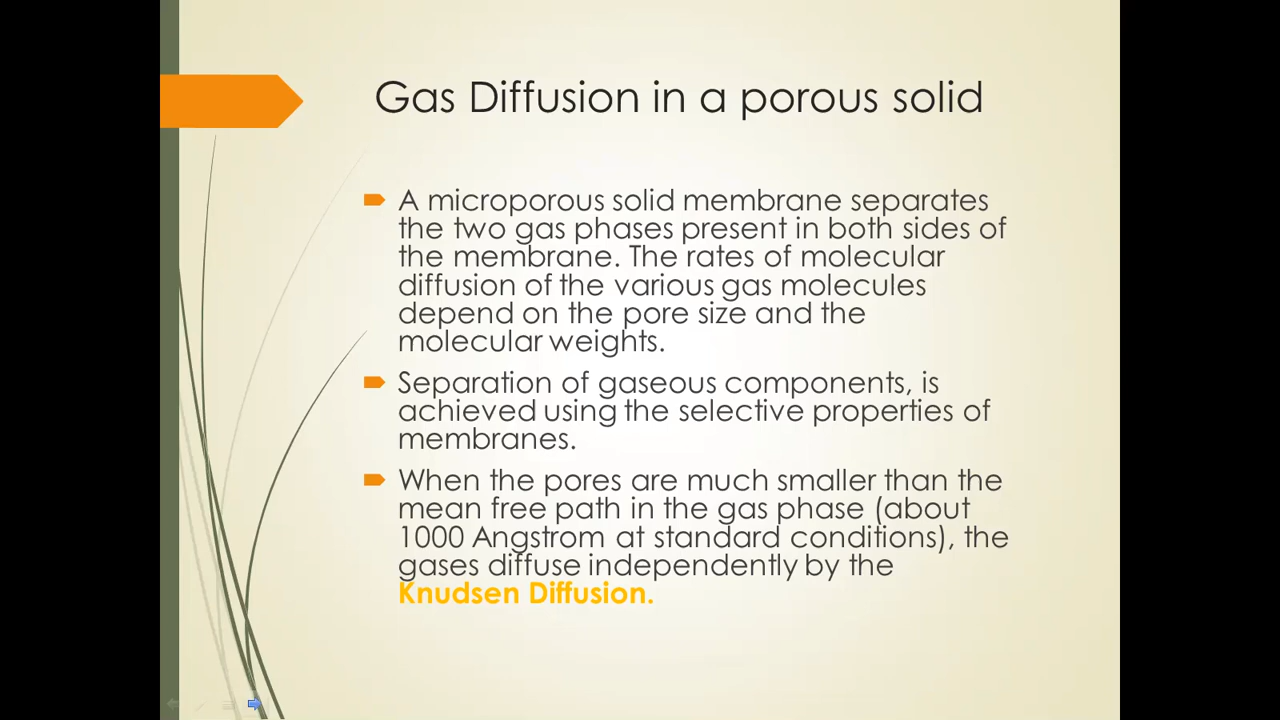 Gas Diffusion in a porous solid
A microporous solid membrane separates
the two gas phases present in both sides of
the membrane. The rates of molecular
diffusion of the various gas molecules
depend on the pore size and the
molecular weights.
Separation of gaseous components, is
achieved using the selective properties of
membranes.
When the pores are much smaller than the
mean free path in the gas phase (about
1000 Angstrom at standard conditions), the
gases diffuse independently by the
Knudsen Diffusion.